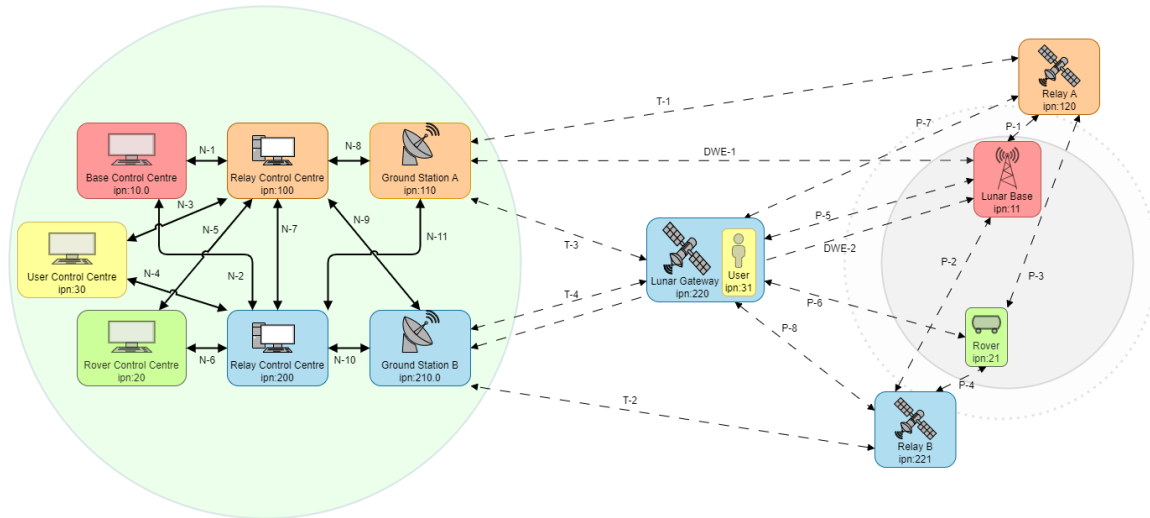 Relay A
ipn:120
T-1
P-7
P-1
N-1
N-8
DWE-1
Base Control Centre
ipn:10.0
Relay Control Centre
ipn:100
Ground Station A
ipn:110
Lunar Base
ipn:11
N-3
N-5
N-7
N-9
N-11
P-5
DWE-2
T-3
User Control Centre
ipn:30
N-4
N-2
Lunar Gateway
ipn:220
User
ipn:31
P-2
P-3
T-4
P-6
P-8
Rover
ipn:21
N-6
N-10
Rover Control Centre
ipn:20
Relay Control Centre
ipn:200
Ground Station B
ipn:210.0
P-4
T-2
Relay B
ipn:221